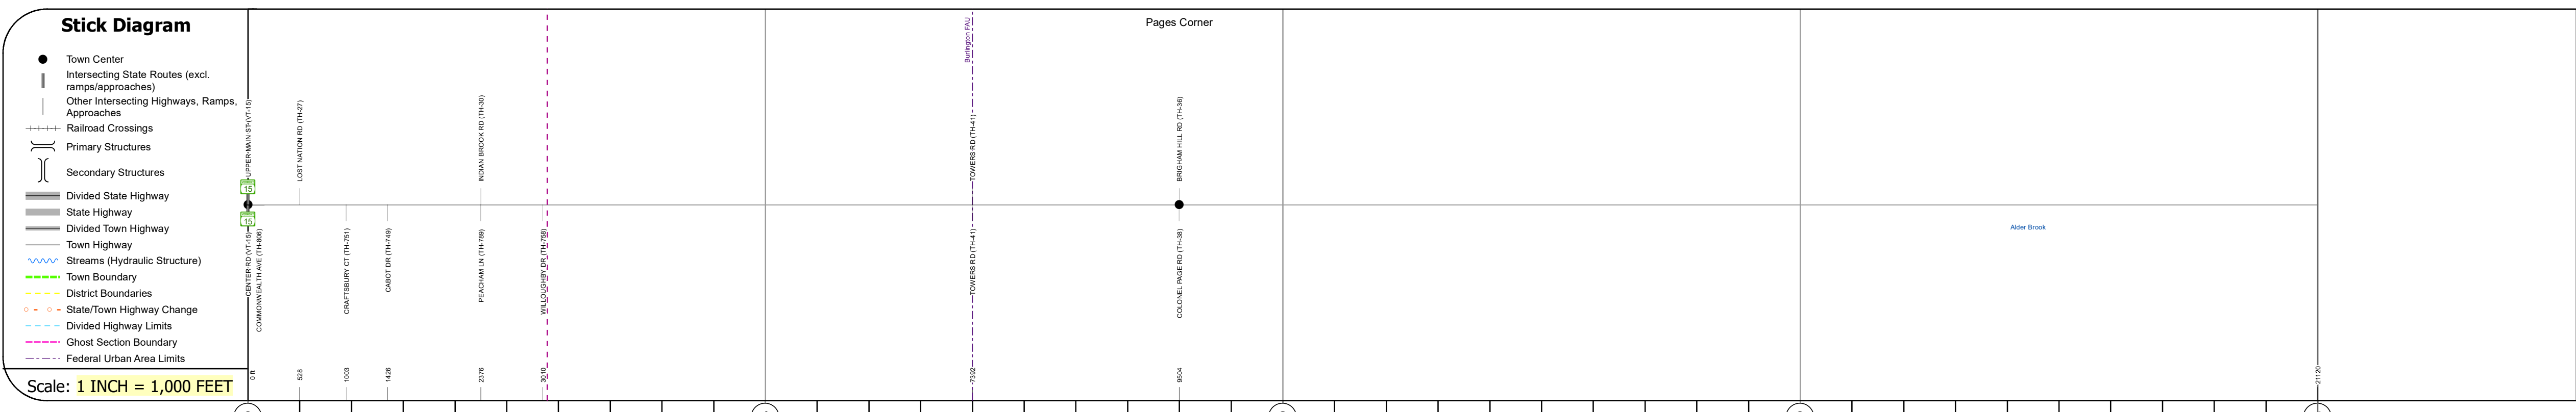 Stick Diagram
Town Center
Intersecting State Routes (excl.
ramps/approaches)
Other Intersecting Highways, Ramps,
Approaches
Railroad Crossings
Primary Structures
Secondary Structures
Divided State Highway
State Highway
Divided Town Highway
Town Highway
Streams (Hydraulic Structure)
Town Boundary
District Boundaries
State/Town Highway Change
Divided Highway Limits
Ghost Section Boundary
Federal Urban Area Limits
Scale: 1 INCH = 1,000 FEET
Pages Corner
Burlington FAU
UPPER MAIN ST (VT-15)
LOST NATION RD (TH-27)
INDIAN BROOK RD (TH-30)
TOWERS RD (TH-41)
BRIGHAM HILL RD (TH-36)
15
15
CENTER RD (VT-15)
COMMONWEALTH AVE (TH-806)
CRAFTSBURY CT (TH-751)
CABOT DR (TH-749)
PEACHAM LN (TH-789)
WILLOUGHBY DR (TH-758)
TOWERS RD (TH-41)
COLONEL PAGE RD (TH-38)
Alder Brook
0 ft
528
1003
1426
2376
3010
7392
9504
21120